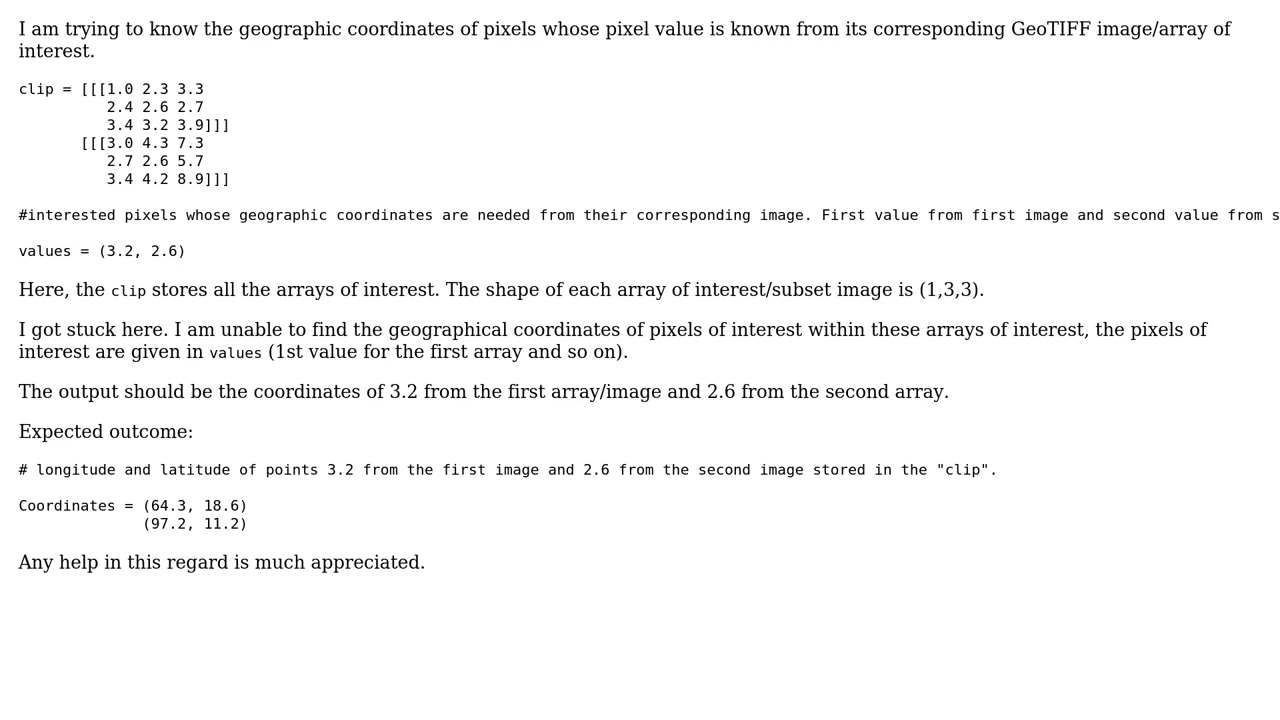 I am trying to know the geographic coordinates of pixels whose pixel value is known from its corresponding GeoTIFF image/array of
interest.
clip = [[[1.0 2.3 3.3
2.4 2.6 2.7
3.4 3.2 3.9]]]
[[[3.0 4.3 7.3
2.7 2.6 5.7
3.4 4.2 8.9]]]
#interested pixels whose geographic coordinates are needed from their corresponding image. First value from first image and second value from s
values = (3.2, 2.6)
Here, the clip stores all the arrays of interest. The shape of each array of interest/subset image is (1,3,3).
I got stuck here. I am unable to find the geographical coordinates of pixels of interest within these arrays of interest, the pixels of
interest are given in values (1st value for the first array and so on).
The output should be the coordinates of 3.2 from the first array/image and 2.6 from the second array.
Expected outcome:
# longitude and latitude of points 3.2 from the first image and 2.6 from the second image stored in the "clip".
Coordinates = (64.3, 18.6)
(97.2, 11.2)
Any help in this regard is much appreciated.